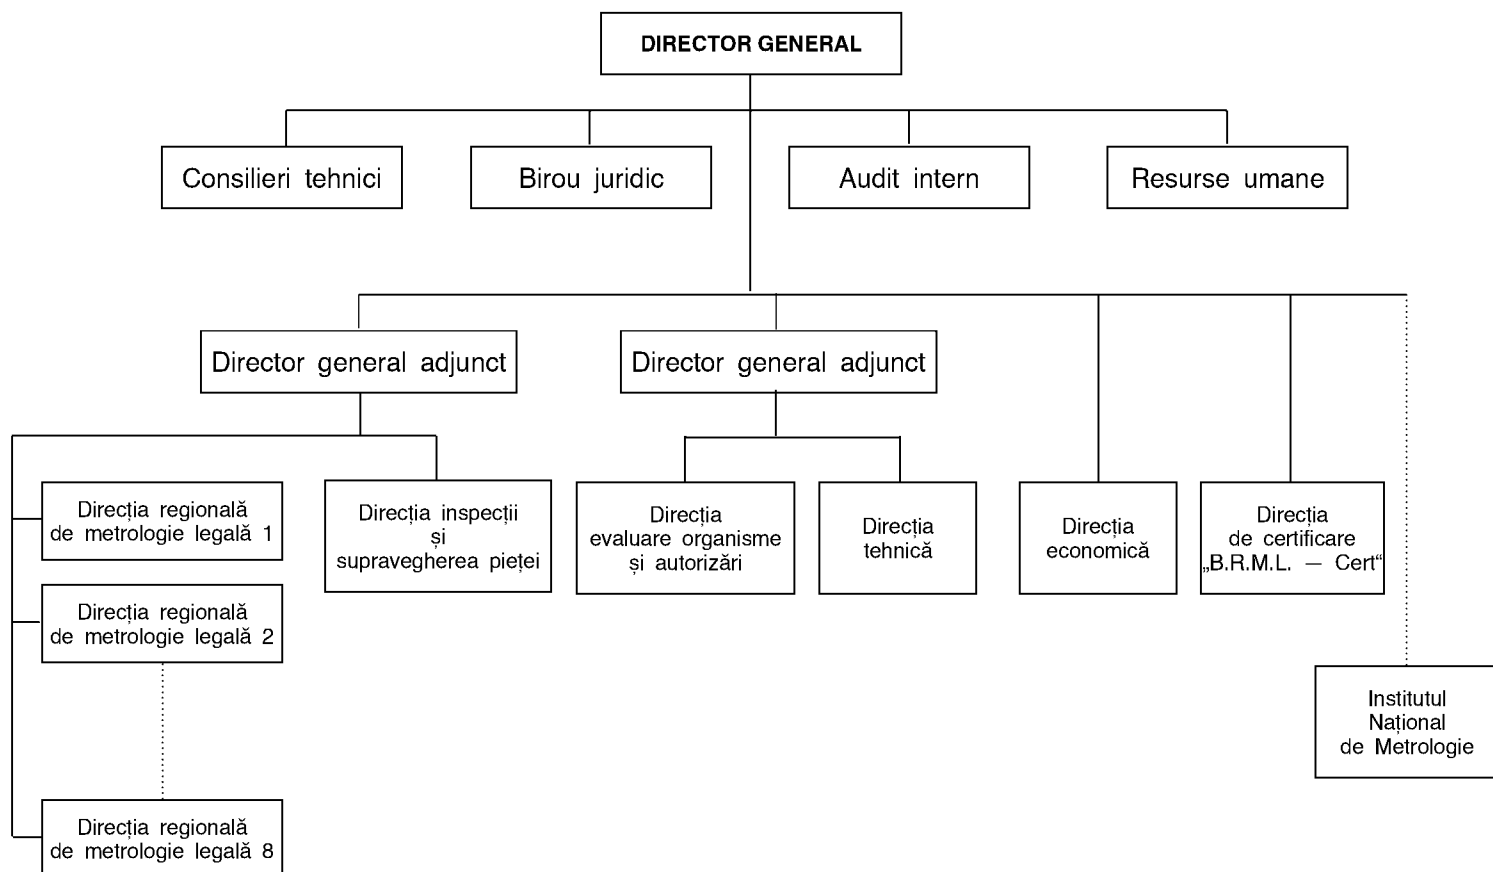 DIRECTOR GENERAL
Consilieri tehnici
Birou juridic
Audit intern
Resurse umane
Director general adjunct
Director general adjunct
Direcția regională
de metrologie legală 1
Direcția inspecții
și
supravegherea pieței
Direcția
evaluare organisme
și autorizări
Direcția
tehnică
Direcția
economică
Direcția
de certificare
„B.R.M.L. — Cert“
Direcția regională
de metrologie legală 2
Institutul
Național
de Metrologie
Direcția regională
de metrologie legală 8